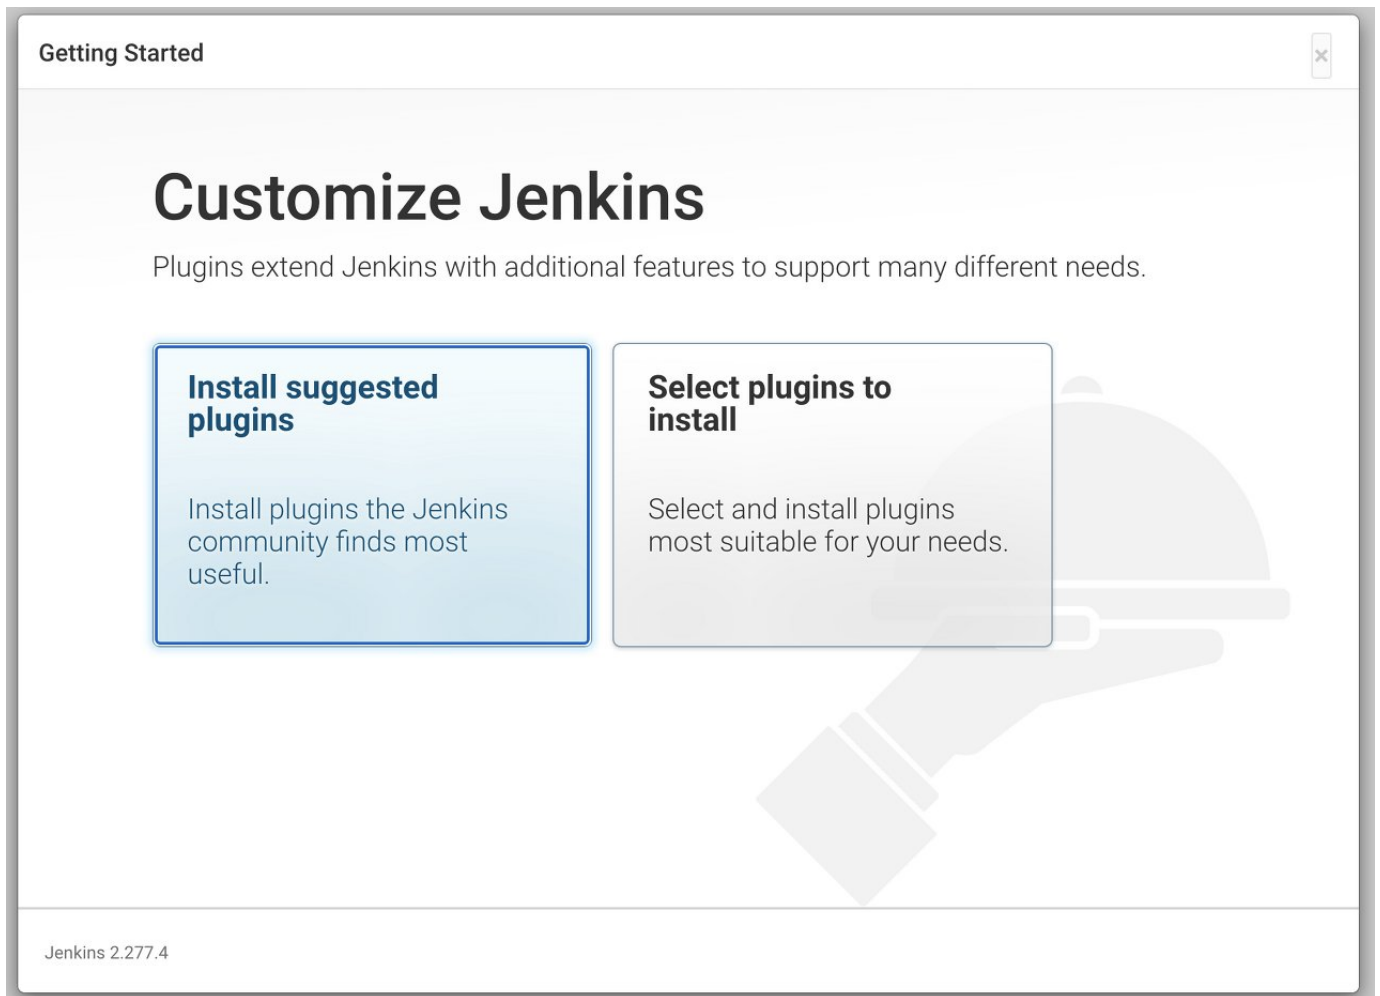 Getting Started
×
Customize Jenkins
Plugins extend Jenkins with additional features to support many different needs.
Install suggested
plugins
Install plugins the Jenkins
community finds most
useful.
Select plugins to
install
Select and install plugins
most suitable for your needs.
Jenkins 2.277.4